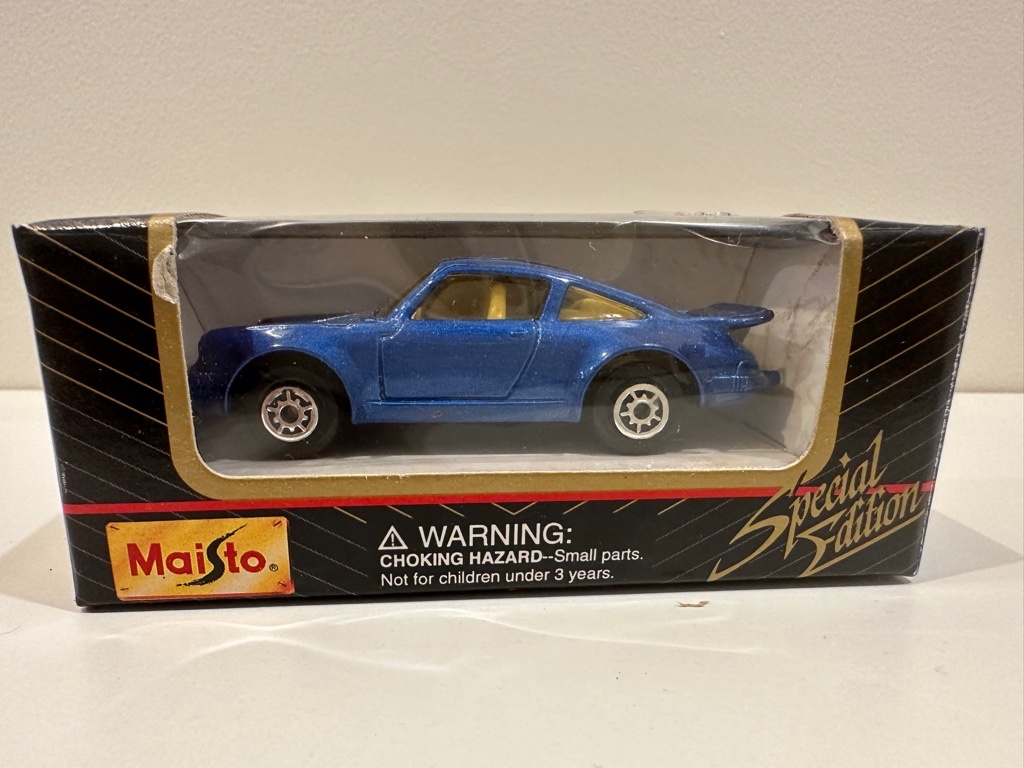 Maisto®
⚠ WARNING:
CHOKING HAZARD--Small parts.
Not for children under 3 years.
Special
Edition